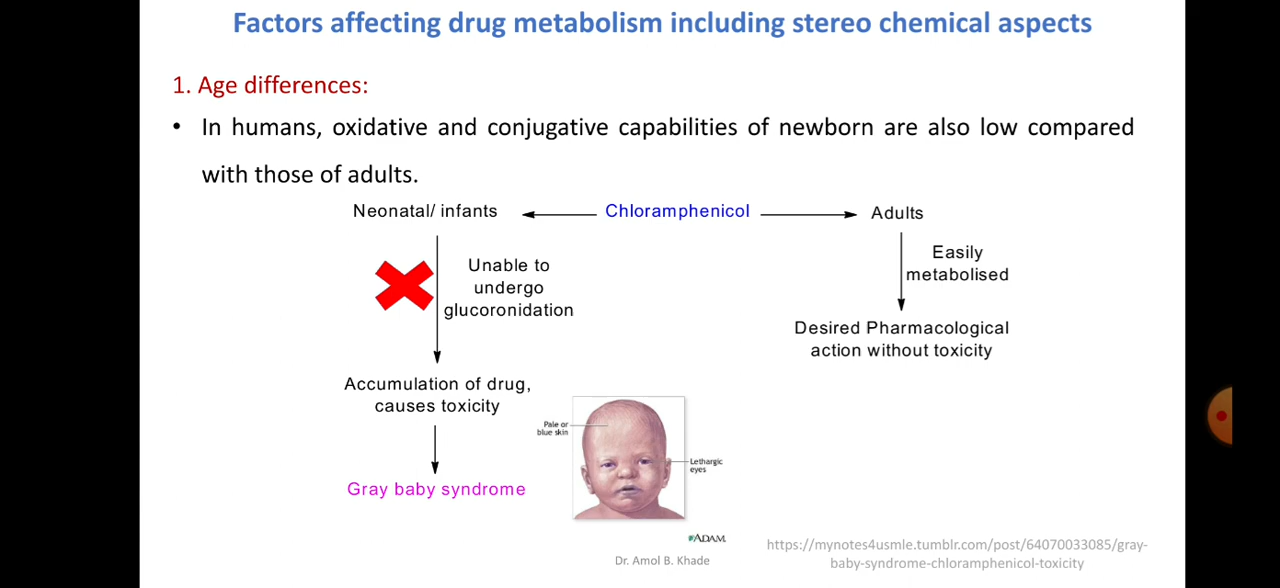 Factors affecting drug metabolism including stereo chemical aspects
1. Age differences:
• In humans, oxidative and conjugative capabilities of newborn are also low compared
with those of adults.
Neonatal/ infants
Chloramphenicol
Adults
Unable to
undergo
glucoronidation
Easily
metabolised
Desired Pharmacological
action without toxicity
Accumulation of drug,
causes toxicity
Pale or
blue skin
Lethargic
eyes
Gray baby syndrome
ADAM.
Dr. Amol B. Khade
https://mynotes4usmle.tumblr.com/post/64070033085/gray-
baby-syndrome-chloramphenicol-toxicity